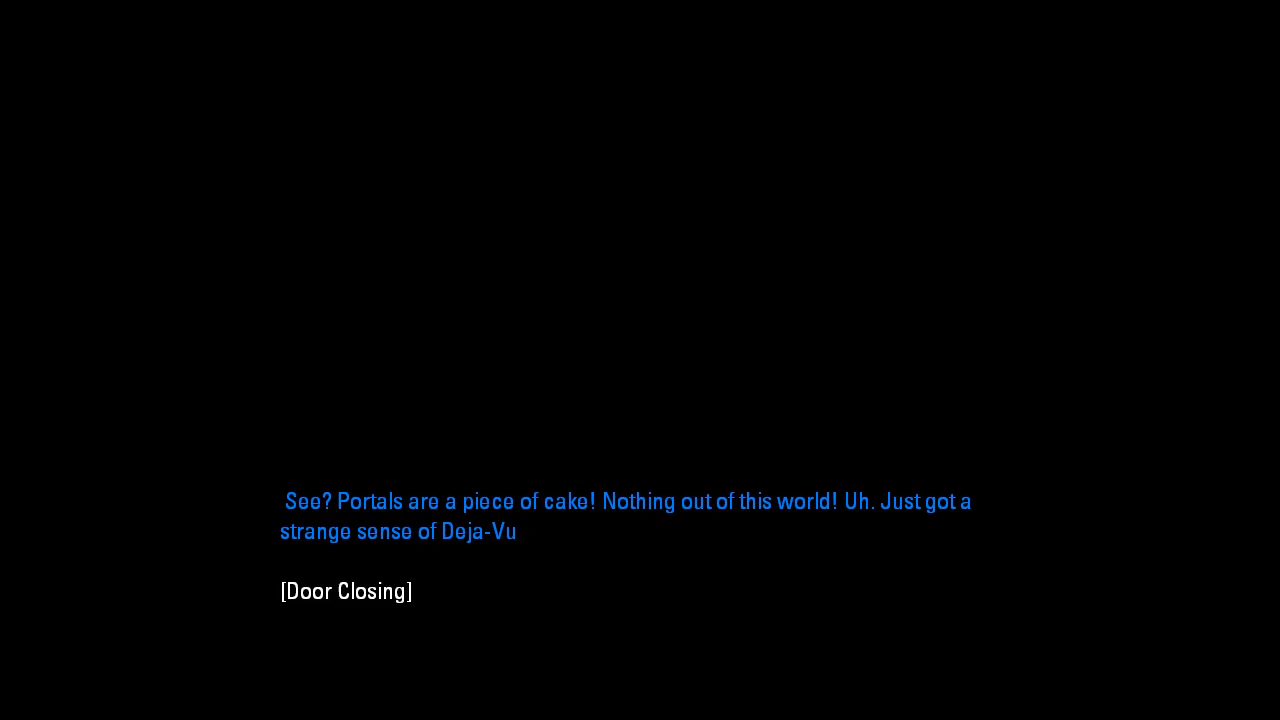 See? Portals are a piece of cake! Nothing out of this world! Uh. Just got a
strange sense of Deja-Vu
[Door Closing]